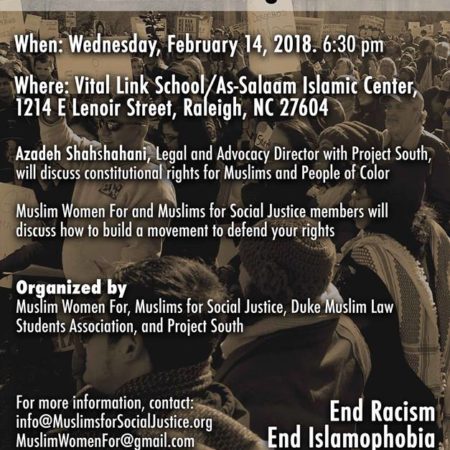 When: Wednesday, February 14, 2018. 6:30 pm
Where: Vital Link School/As-Salaam Islamic Center,
1214 E Lenoir Street, Raleigh, NC 27604
Azadeh Shahshahani, Legal and Advocacy Director with Project South,
will discuss constitutional rights for Muslims and People of Color
Muslim Women For and Muslims for Social Justice members will
discuss how to build a movement to defend your rights
Organized by
Muslim Women For, Muslims for Social Justice, Duke Muslim Law
Students Association, and Project South
For more information, contact:
info@MuslimsforSocialJustice.org
MuslimWomenFor@gmail.com
End Racism
End Islamophobia